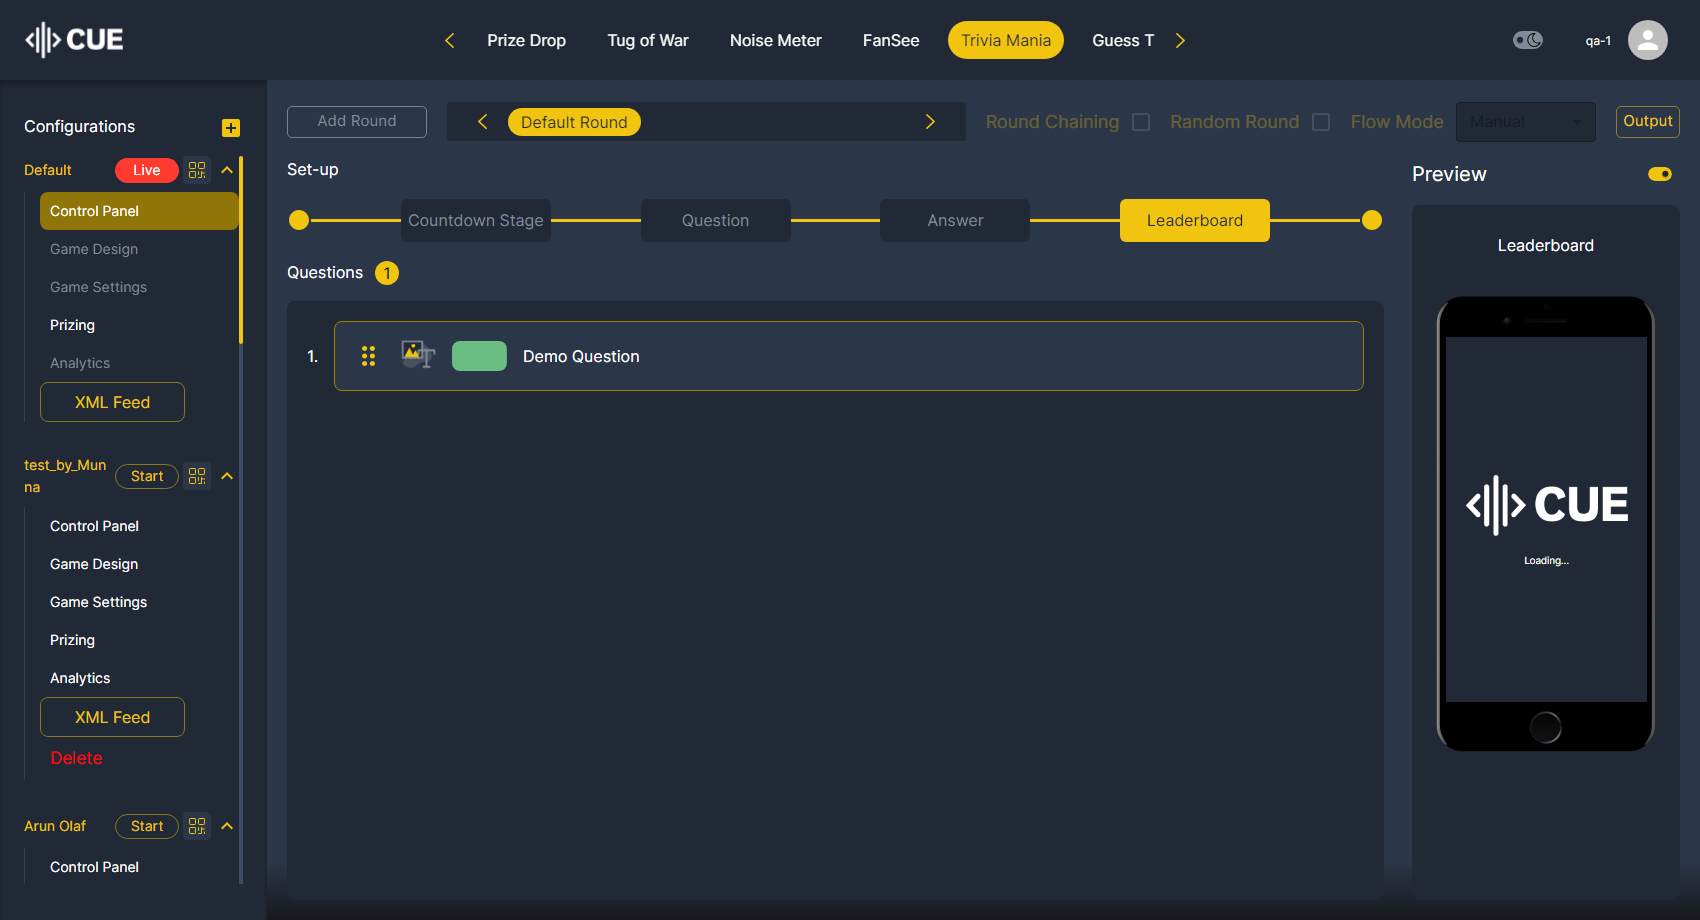 CUE
Prize Drop
Tug of War
Noise Meter
FanSee
Trivia Mania
Guess T
qa-1
Configurations
Default
Live
Control Panel
Game Design
Game Settings
Prizing
Analytics
XML Feed
test_by_Mun
na
Start
Control Panel
Game Design
Game Settings
Prizing
Analytics
XML Feed
Delete
Arun Olaf
Start
Control Panel
Add Round
Default Round
Round Chaining
Random Round
Flow Mode
Manual
Output
Set-up
Countdown Stage
Question
Answer
Leaderboard
Questions
1
1.
Demo Question
Preview
Leaderboard
CUE
Loading...